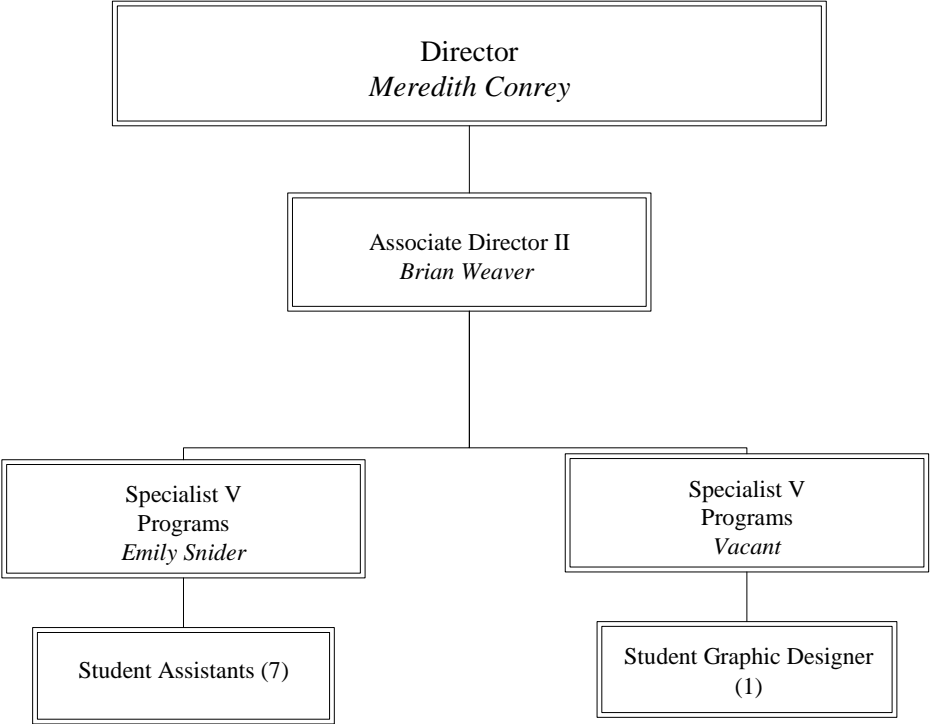 Director
Meredith Conrey
Associate Director II
Brian Weaver
Specialist V
Programs
Emily Snider
Specialist V
Programs
Vacant
Student Assistants (7)
Student Graphic Designer
(1)